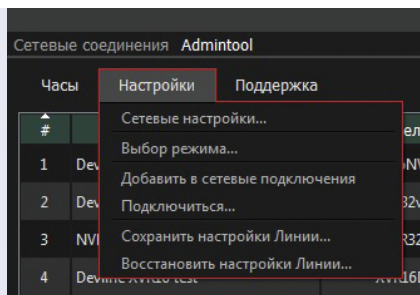 Сетевые соединения Admintool
Часы Настройки Поддержка
Сетевые настройки...
#
Выбор режима...
1
Добавить в сетевые подключения
2
Подключиться...
3
Сохранить настройки Линии...
4 Devline
Восстановить настройки Линии...